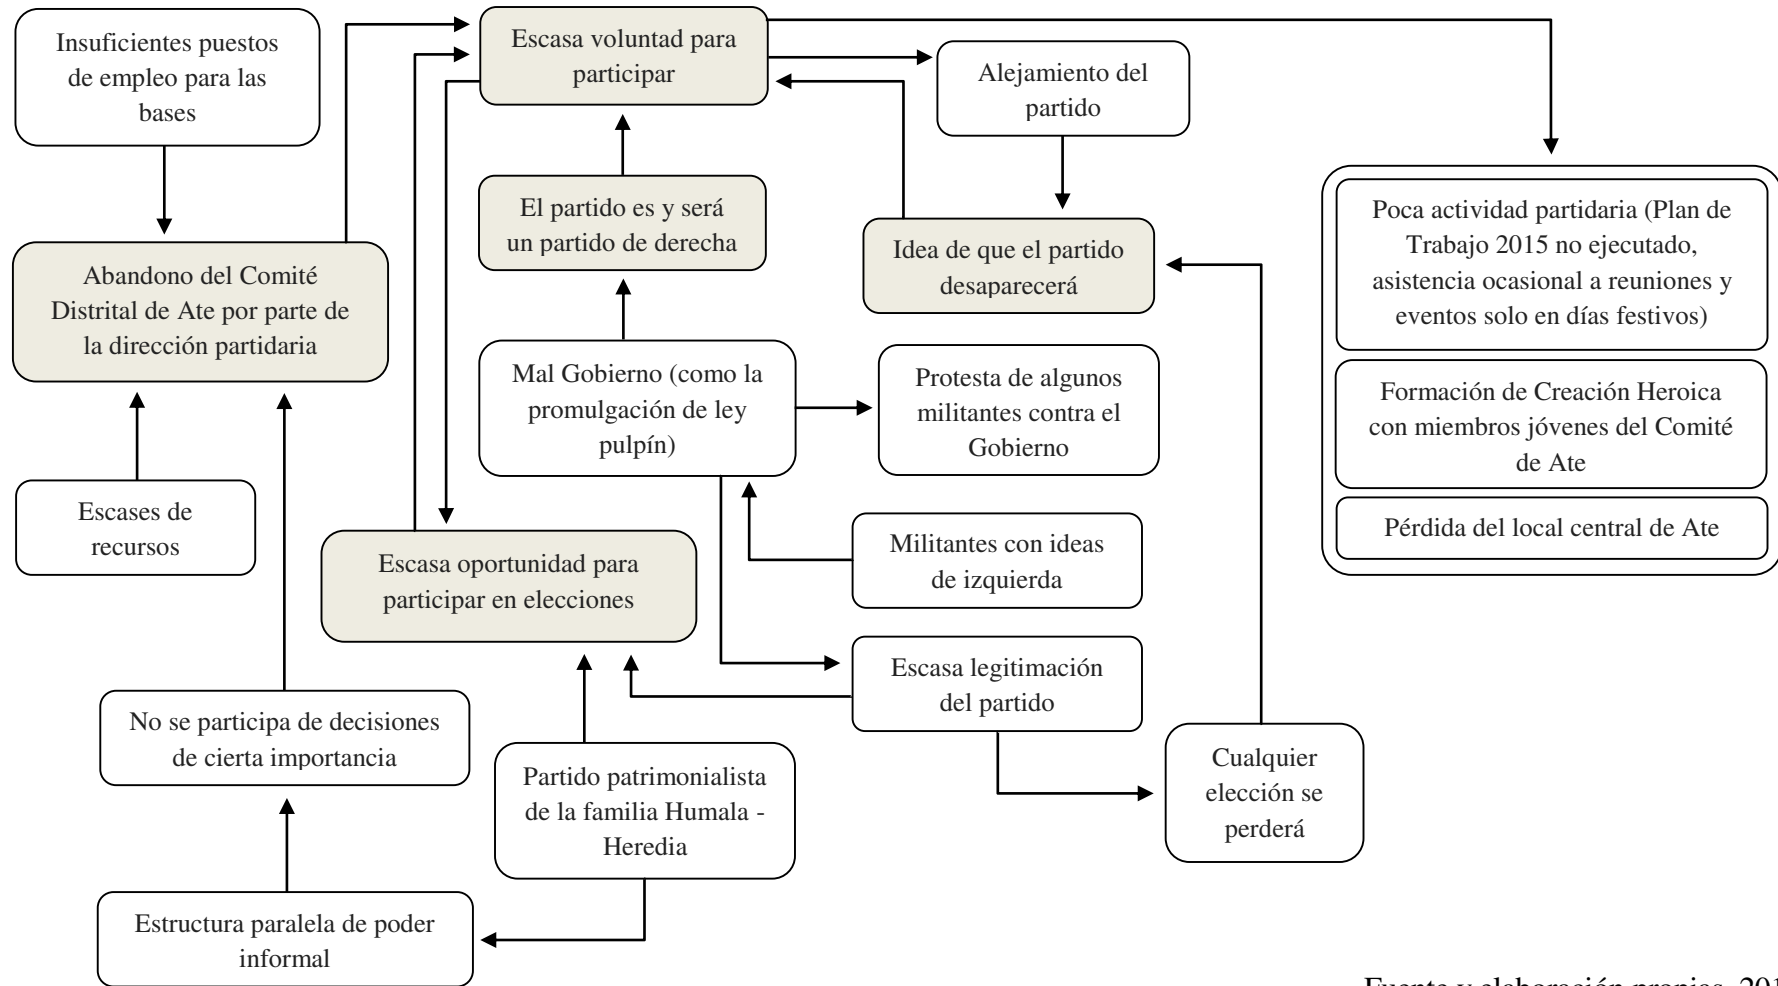 Insuficientes puestos
de empleo para las
bases
Escasa voluntad para
participar
Alejamiento del
partido
El partido es y será
un partido de derecha
Idea de que el partido
desaparecerá
Poca actividad partidaria (Plan de
Trabajo 2015 no ejecutado,
asistencia ocasional a reuniones y
eventos solo en días festivos)
Abandono del Comité
Distrital de Ate por parte de
la dirección partidaria
Mal Gobierno (como la
promulgación de ley
pulpín)
Protesta de algunos
militantes contra el
Gobierno
Formación de Creación Heroica
con miembros jóvenes del Comité
de Ate
Escases de
recursos
Pérdida del local central de Ate
Escasa oportunidad para
participar en elecciones
Militantes con ideas
de izquierda
Escasa legitimación
del partido
No se participa de decisiones
de cierta importancia
Partido patrimonialista
de la familia Humala -
Heredia
Cualquier
elección se
perderá
Estructura paralela de poder
informal
Fuente y elaboración propias,